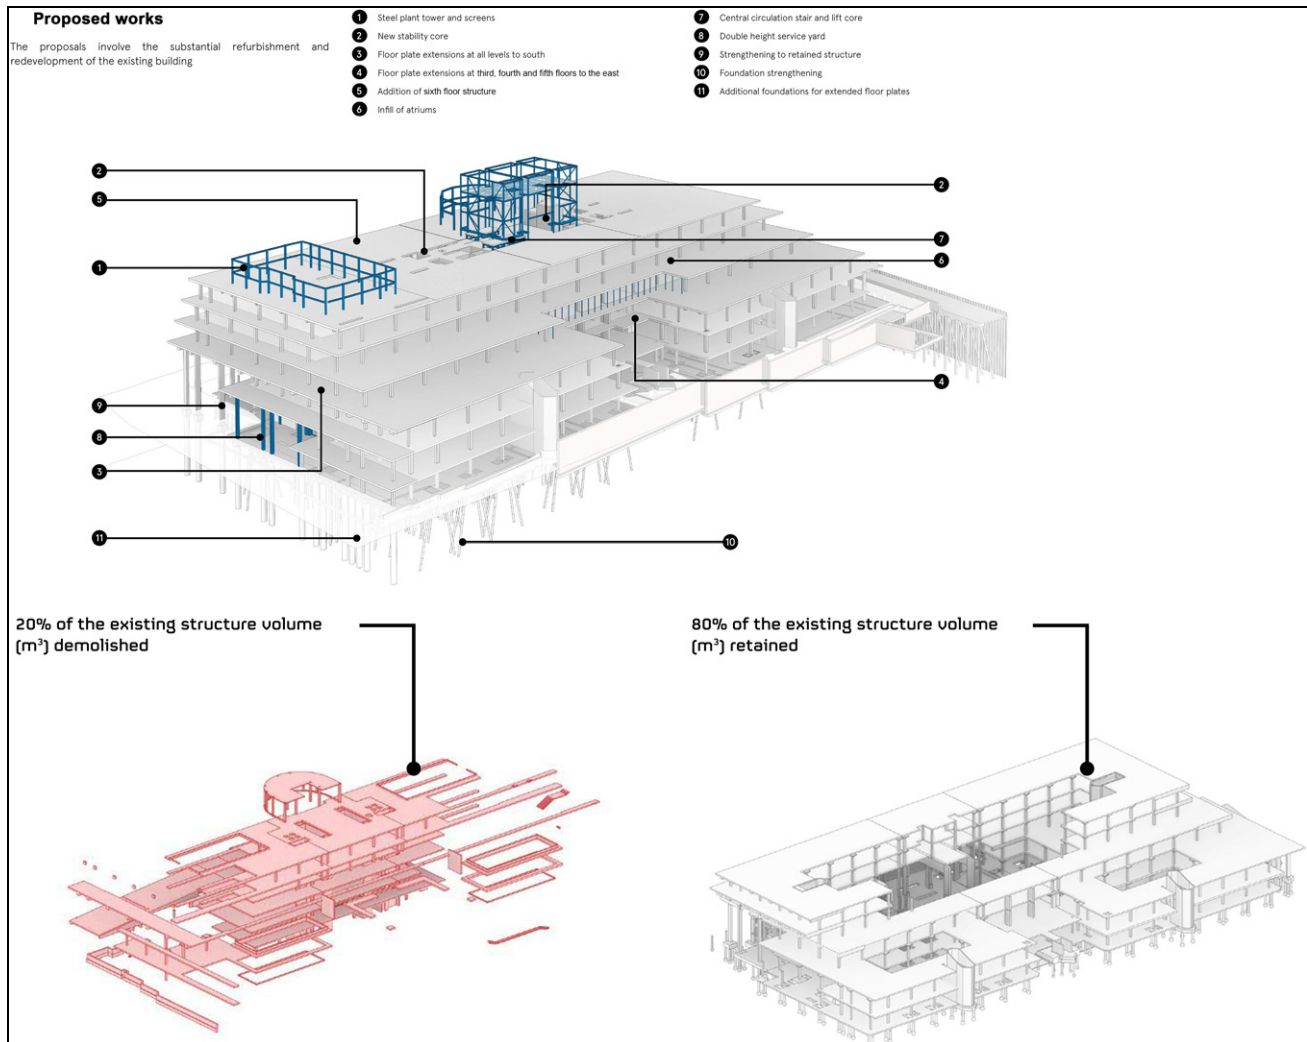 Proposed works
The proposals involve the substantial refurbishment and
redevelopment of the existing building
1 Steel plant tower and screens
2 New stability core
3 Floor plate extensions at all levels to south
4 Floor plate extensions at third, fourth and fifth floors to the east
5 Addition of sixth floor structure
6 Infill of atriums
7 Central circulation stair and lift core
8 Double height service yard
9 Strengthening to retained structure
10 Foundation strengthening
11 Additional foundations for extended floor plates
2
5
1
9
8
3
11
2
7
6
4
10
20% of the existing structure volume
(m³) demolished
80% of the existing structure volume
(m³) retained